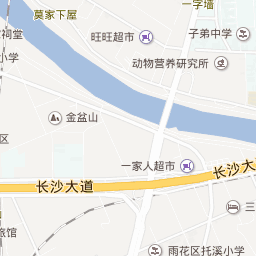 莫家下屋
一字墙
祠堂
旺旺超市
子弟中学
小学
动物营养研究所
金盆山
区
一家人超市
长沙大
长沙大道
三
旅馆
雨花区托溪小学